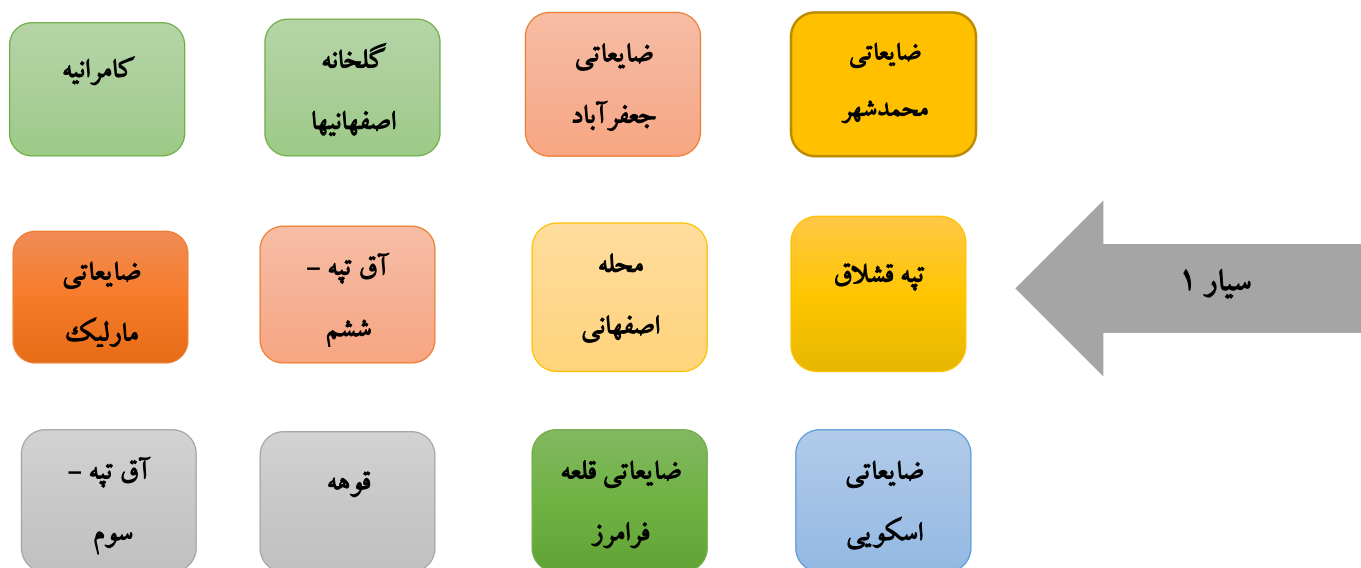 ضایعاتی
محمدشهر
ضایعاتی
جعفرآباد
گلخانه
اصفهانیها
کامرانیه
سیار ۱
تپه قشلاق
محله
اصفهانی
آق تپه –
ششم
ضایعاتی
مارلیک
ضایعاتی
اسکویی
ضایعاتی قلعه
فرامرز
قوهه
آق تپه –
سوم